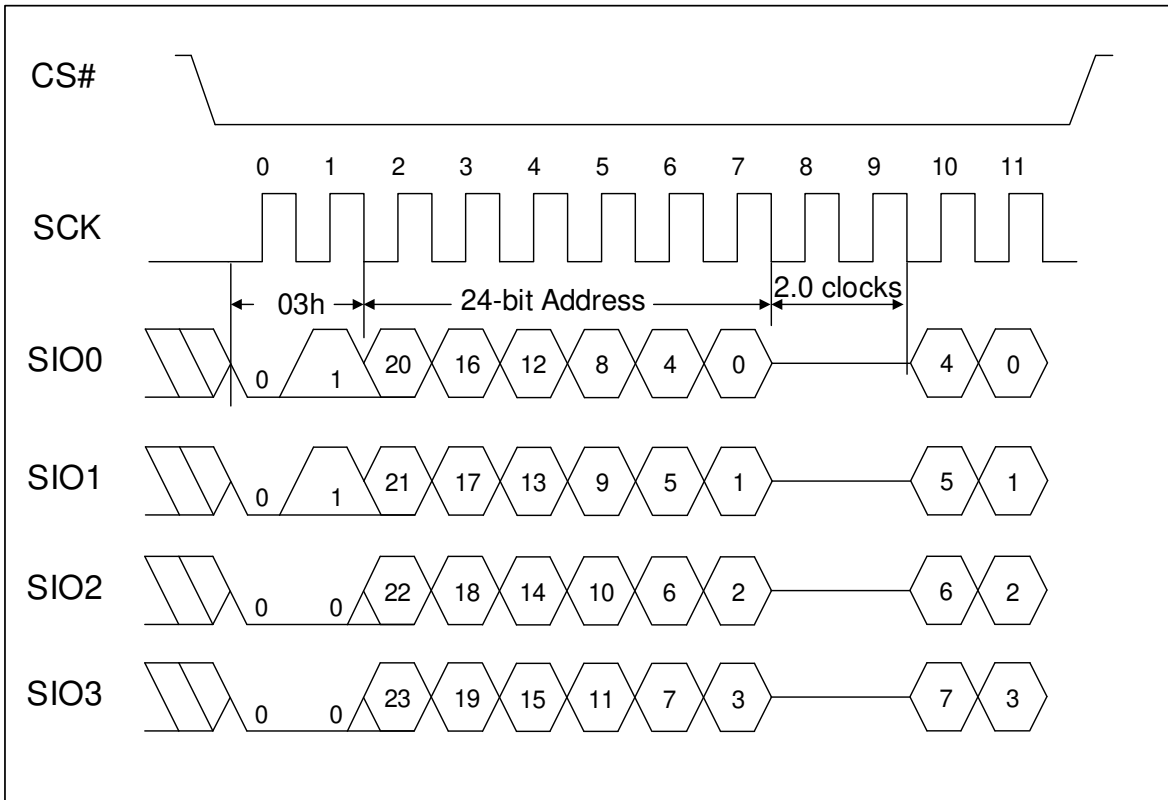 CS#
0 1 2 3 4 5 6 7 8 9 10 11
SCK
03h 24-bit Address 2.0 clocks
SIO0 0 1 20 16 12 8 4 0 4 0
SIO1 0 1 21 17 13 9 5 1 5 1
SIO2 0 0 22 18 14 10 6 2 6 2
SIO3 0 0 23 19 15 11 7 3 7 3